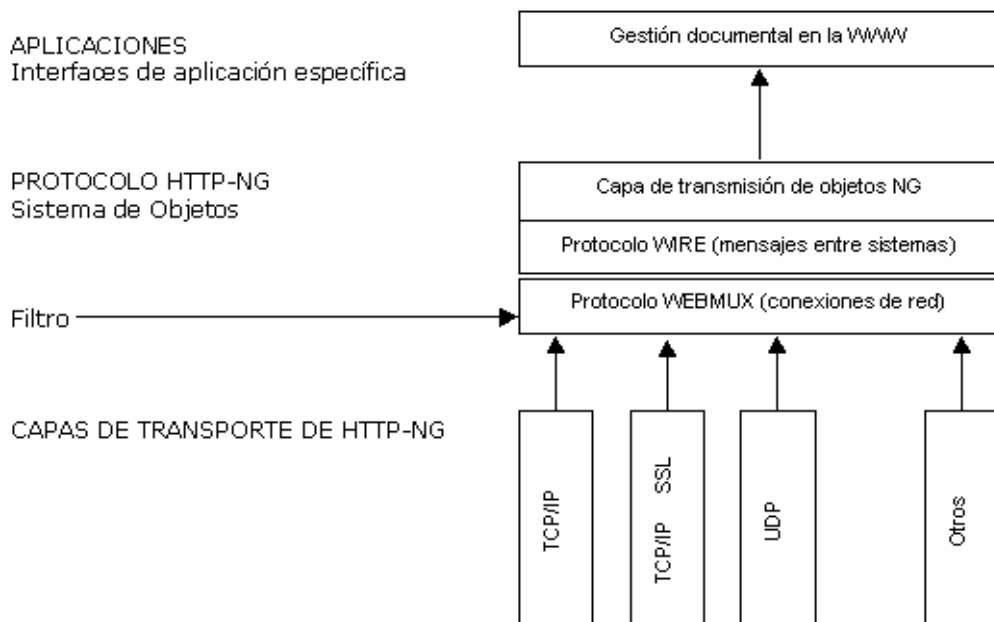 APLICACIONES
Interfaces de aplicación específica
Gestión documental en la WWW
PROTOCOLO HTTP-NG
Sistema de Objetos
Capa de transmisión de objetos NG
Protocolo WIRE (mensajes entre sistemas)
Filtro
Protocolo WEBMUX (conexiones de red)
CAPAS DE TRANSPORTE DE HTTP-NG
TCP/IP
TCP/IP SSL
UDP
Otros